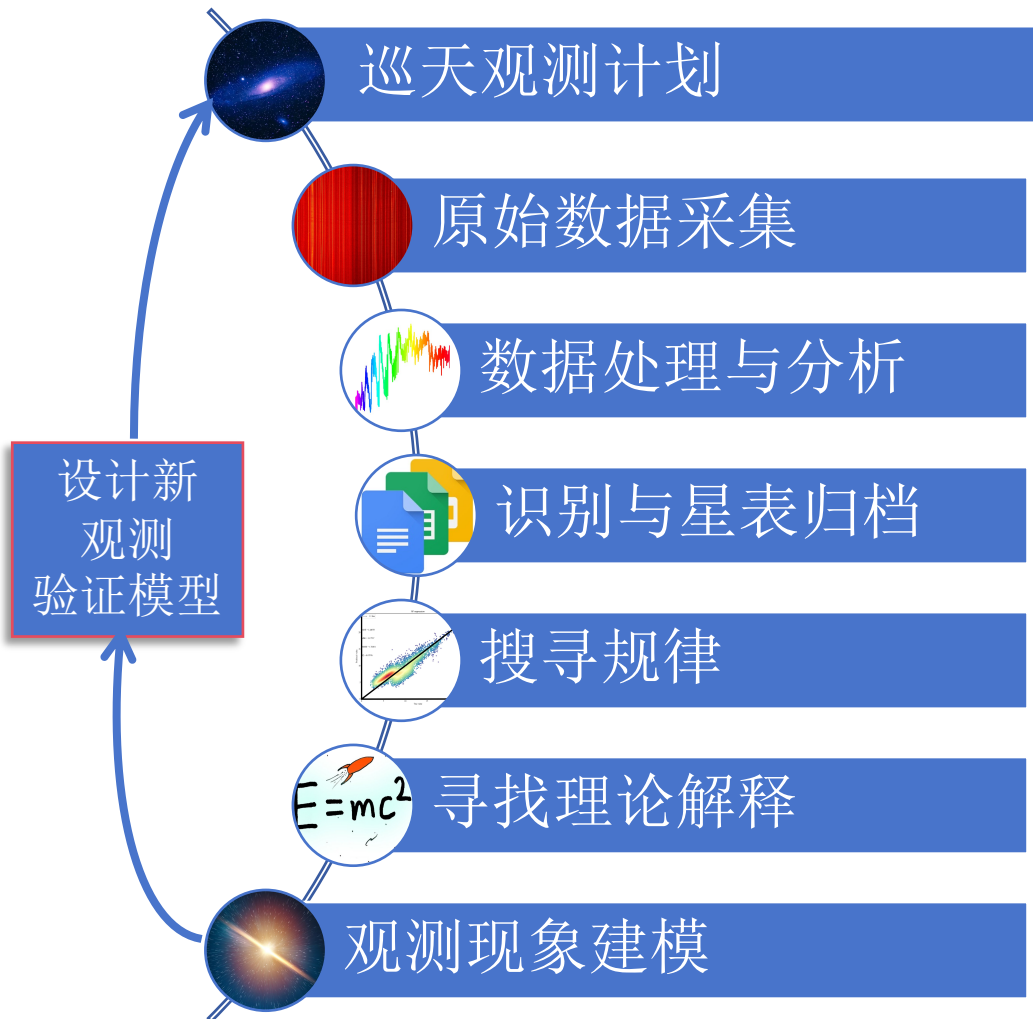 巡天观测计划
原始数据采集
数据处理与分析
识别与星表归档
搜寻规律
寻找理论解释
E=mc²
观测现象建模
设计新
观测
验证模型